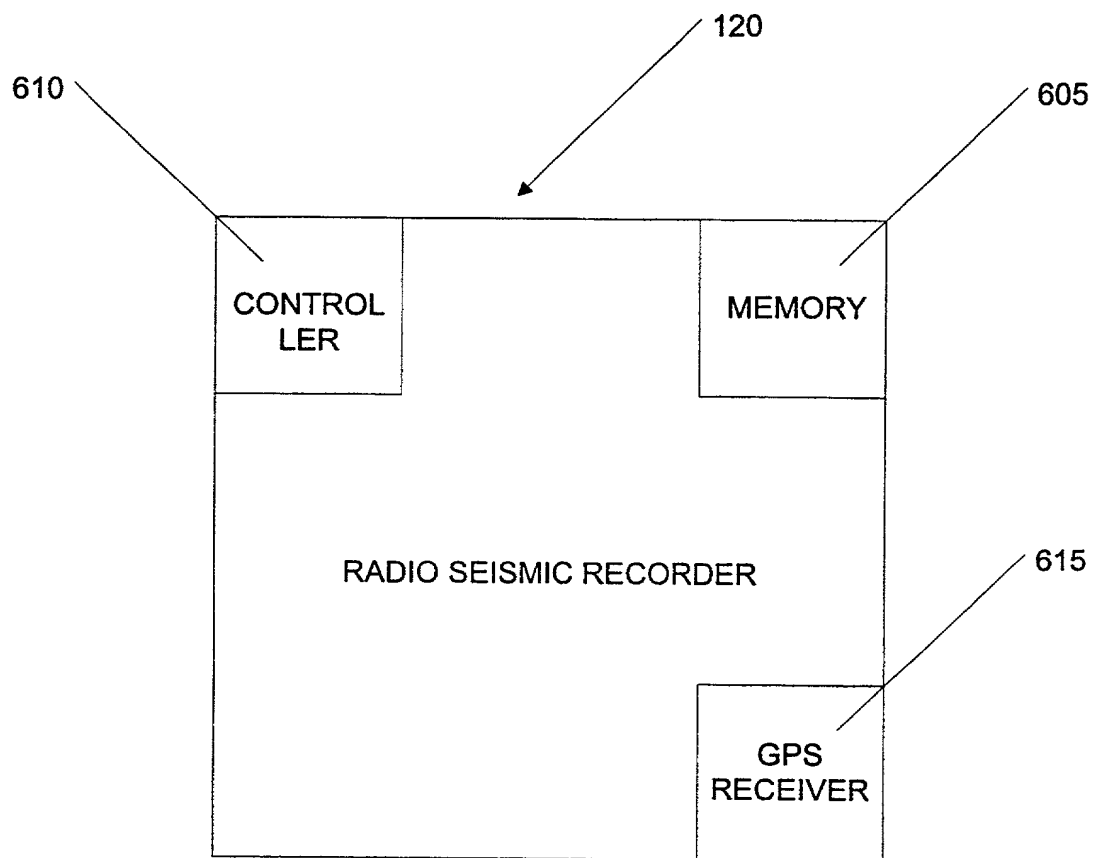 120
610
605
CONTROL
LER
MEMORY
RADIO SEISMIC RECORDER
615
GPS
RECEIVER